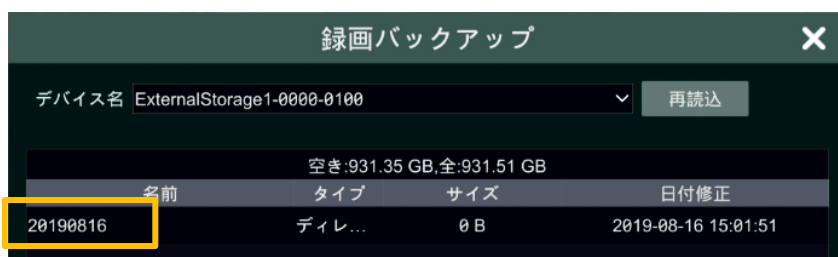 録画バックアップ
デバイス名 ExternalStorage1-0000-0100 再読込
空き:931.35 GB,全:931.51 GB
名前 タイプ サイズ 日付修正
20190816 ディレ... 0 B 2019-08-16 15:01:51